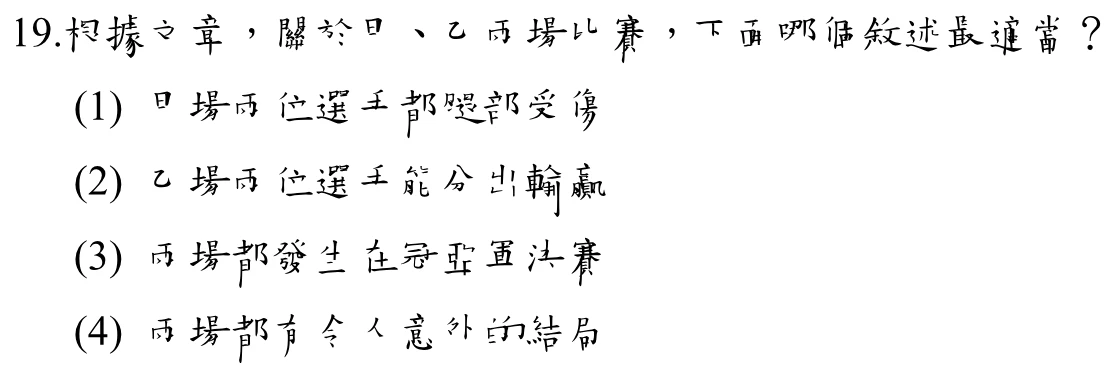 19.根據文章，關於甲、乙兩場比賽，下面哪個敘述最適當？
(1) 甲場兩位選手都腿部受傷
(2) 乙場兩位選手能分出輸贏
(3) 兩場都發生在冠亞軍決賽
(4) 兩場都有令人意外的結局